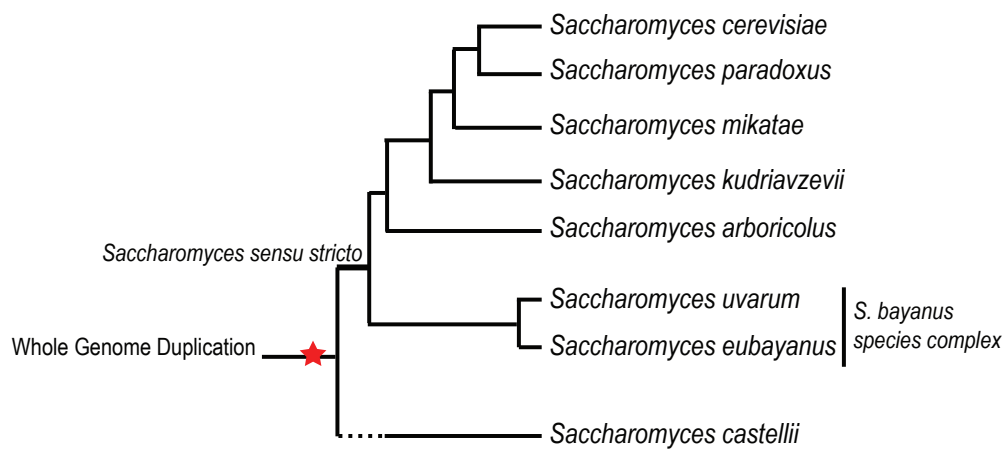 Saccharomyces cerevisiae
Saccharomyces paradoxus
Saccharomyces mikatae
Saccharomyces kudriavzevii
Saccharomyces arboricolus
Saccharomyces sensu stricto
Saccharomyces uvarum
Saccharomyces eubayanus
S. bayanus
species complex
Whole Genome Duplication
Saccharomyces castellii